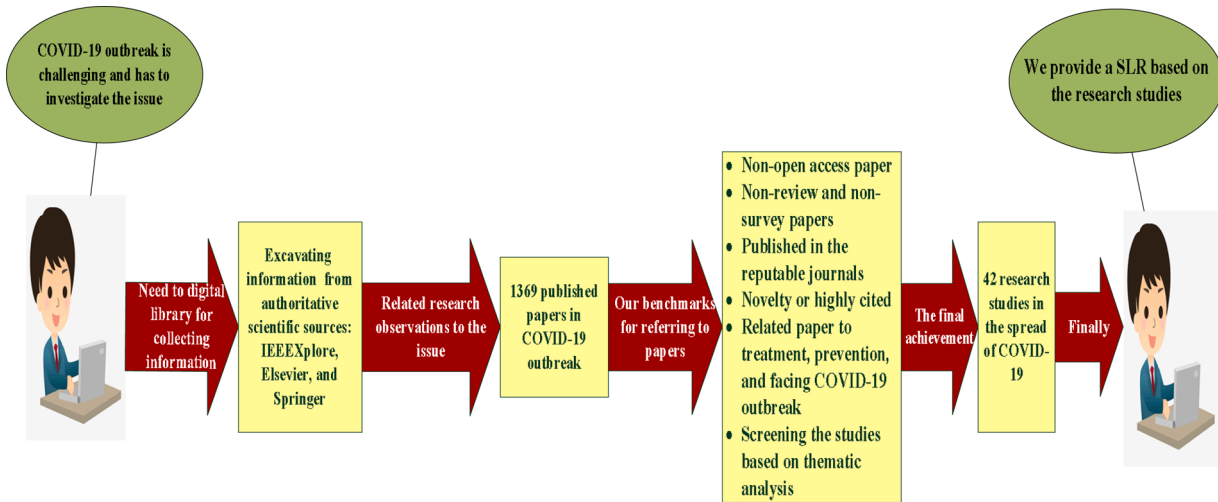 COVID-19 outbreak is
challenging and has to
investigate the issue
Need to digital
library for
collecting
information
Excavating
information from
authoritative
scientific sources:
IEEEXplore,
Elsevier, and
Springer
Related research
observations to the
issue
1369 published
papers in
COVID-19
outbreak
Our benchmarks
for referring to
papers
• Non-open access paper
• Non-review and non-
survey papers
• Published in the
reputable journals
• Novelty or highly cited
• Related paper to
treatment, prevention,
and facing COVID-19
outbreak
• Screening the studies
based on thematic
analysis
The final
achievement
42 research
studies in
the spread
of COVID-
19
Finally
We provide a SLR based on
the research studies